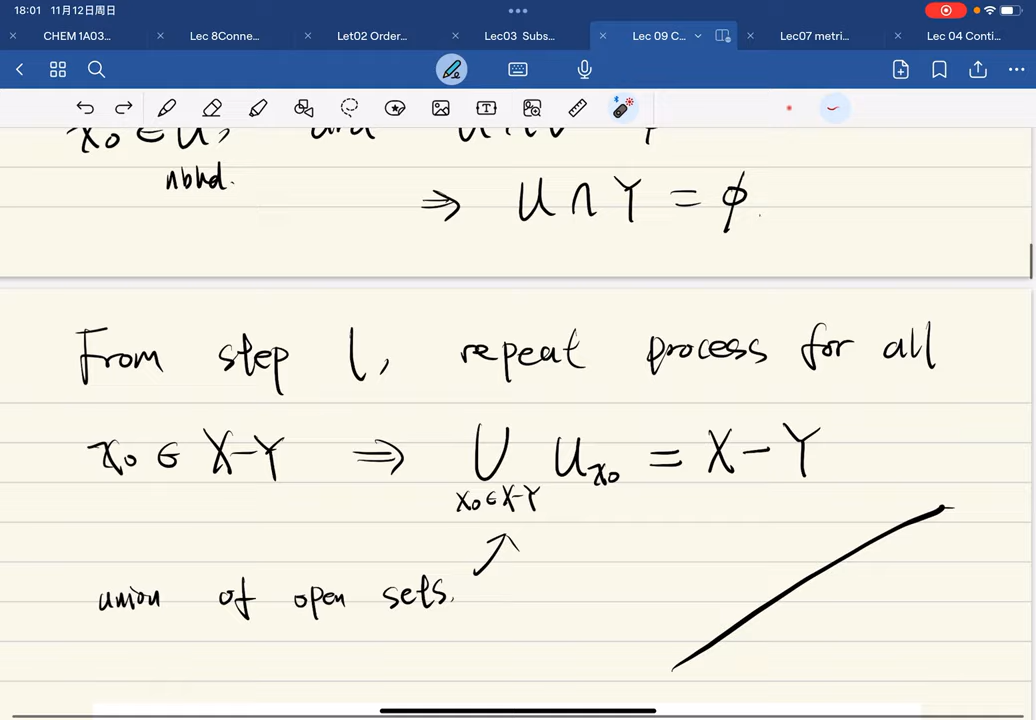 18:01 11月12日周日
CHEM 1A03... Lec 8Conne... Let02 Order... Lec03 Subs... Lec 09 C... Lec07 metri... Lec 04 Conti...
x₀ ∈ U, and
nbhd.
⇒ U ∩ Y = ϕ.
From step 1, repeat process for all
x₀ ∈ X-Y ⇒ ⋃ U_x₀ = X-Y
x₀ ∈ X-Y
union of open sets.